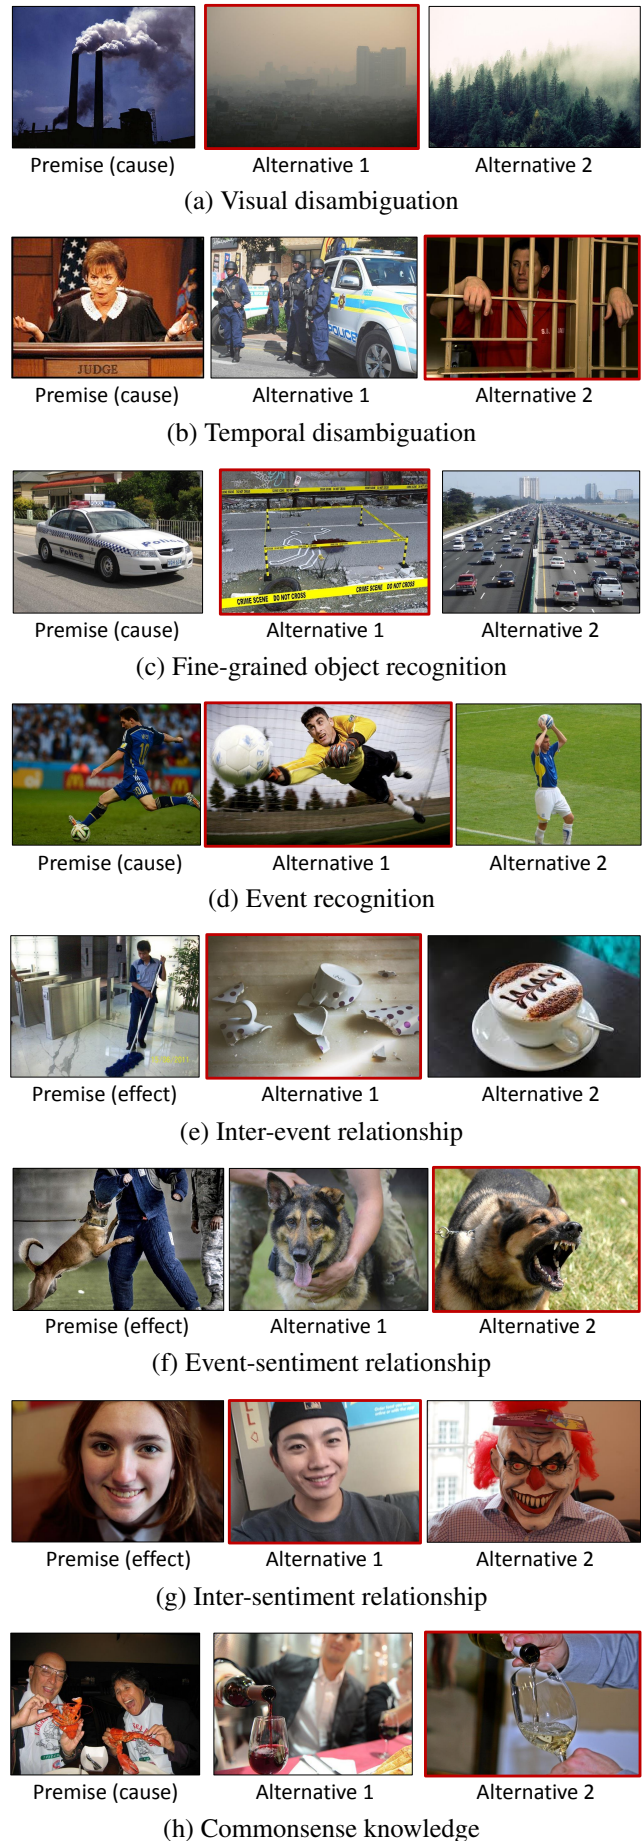 Premise (cause) Alternative 1 Alternative 2
(a) Visual disambiguation
JUDGE
POLICE
Premise (cause) Alternative 1 Alternative 2
(b) Temporal disambiguation
Police
CRIME SCENE DO NOT CROSS CRIME SCENE DO NOT CROSS
Premise (cause) Alternative 1 Alternative 2
(c) Fine-grained object recognition
10
Premise (cause) Alternative 1 Alternative 2
(d) Event recognition
Premise (effect) Alternative 1 Alternative 2
(e) Inter-event relationship
Premise (effect) Alternative 1 Alternative 2
(f) Event-sentiment relationship
Premise (effect) Alternative 1 Alternative 2
(g) Inter-sentiment relationship
Premise (cause) Alternative 1 Alternative 2
(h) Commonsense knowledge